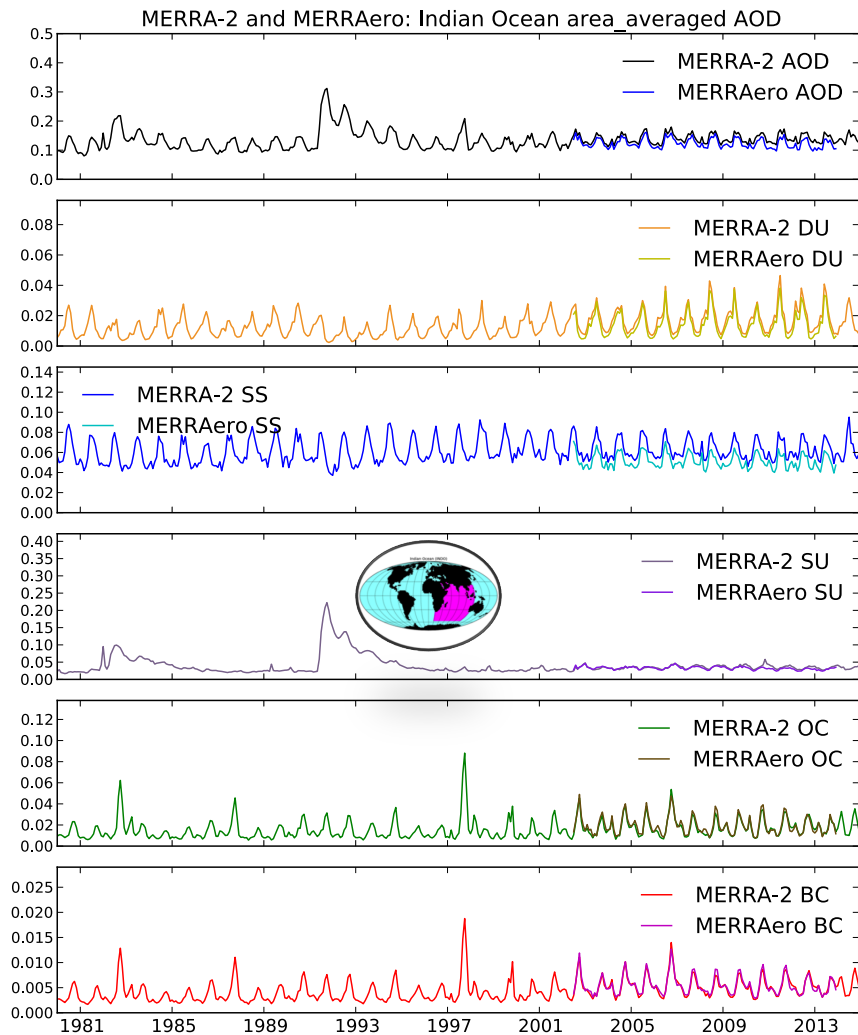 MERRA-2 and MERRAero: Indian Ocean area_averaged AOD
0.5
0.4
0.3
0.2
0.1
0.0
MERRA-2 AOD
MERRAero AOD
0.08
0.06
0.04
0.02
0.00
MERRA-2 DU
MERRAero DU
0.14
0.12
0.10
0.08
0.06
0.04
0.02
0.00
MERRA-2 SS
MERRAero SS
0.40
0.35
0.30
0.25
0.20
0.15
0.10
0.05
0.00
Indian Ocean (INDO)
MERRA-2 SU
MERRAero SU
0.12
0.10
0.08
0.06
0.04
0.02
0.00
MERRA-2 OC
MERRAero OC
0.025
0.020
0.015
0.010
0.005
0.000
MERRA-2 BC
MERRAero BC
1981 1985 1989 1993 1997 2001 2005 2009 2013